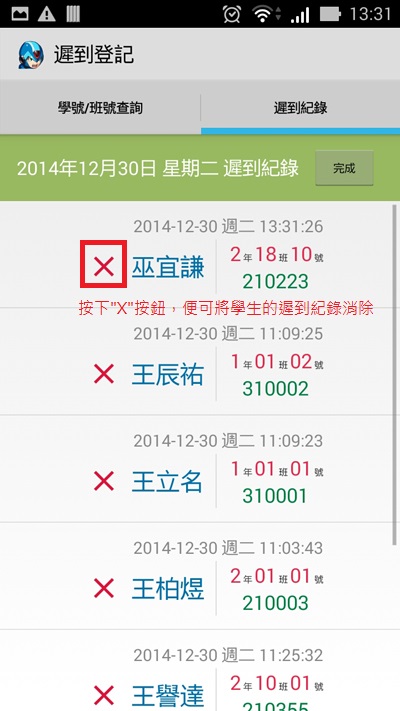 13:31
遲到登記
學號/班號查詢 遲到紀錄
2014年12月30日 星期二 遲到紀錄 完成
2014-12-30 週二 13:31:26
巫宜謙 2年18班10號
210223
按下"X"按鈕，便可將學生的遲到紀錄消除
2014-12-30 週二 11:09:25
王辰祐 1年01班02號
310002
2014-12-30 週二 11:09:23
王立名 1年01班01號
310001
2014-12-30 週二 11:03:43
王柏煜 2年01班01號
210003
2014-12-30 週二 11:25:32
王譽達 2年10班01號
210355